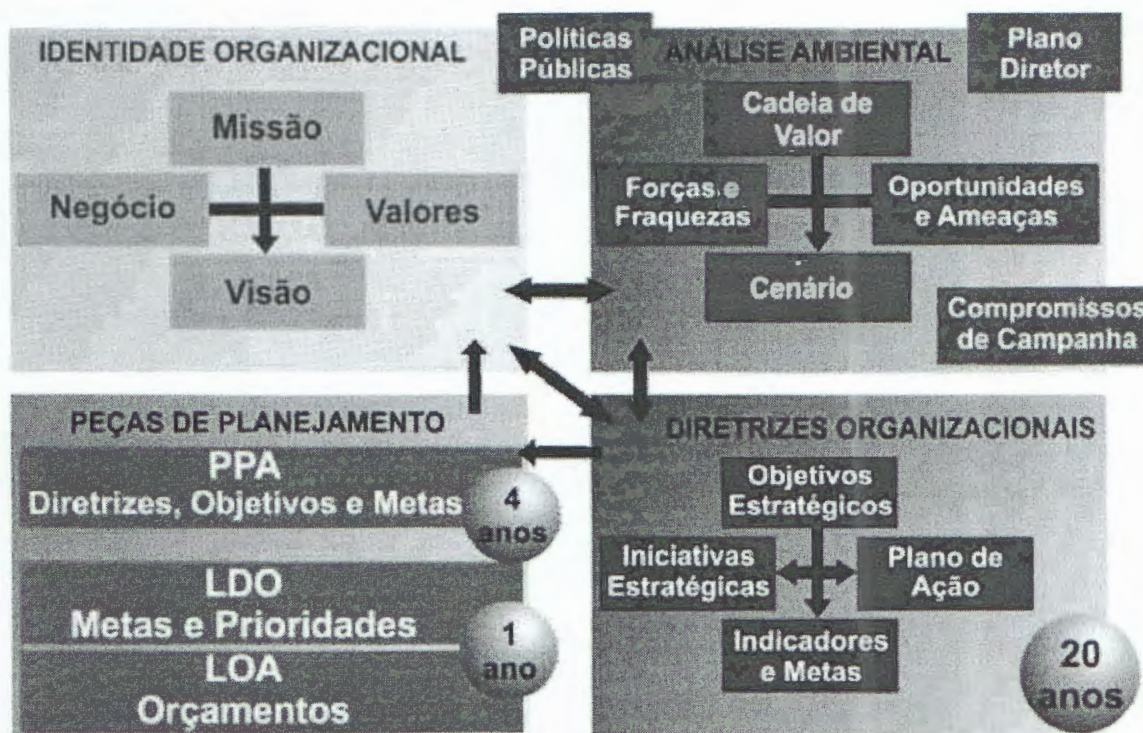 IDENTIDADE ORGANIZACIONAL
Missão
Negócio
Valores
Visão
Políticas
Públicas
ANÁLISE AMBIENTAL
Plano
Diretor
Cadeia de
Valor
Forças e
Fraquezas
Oportunidades
e Ameaças
Cenário
Compromissos
de Campanha
PEÇAS DE PLANEJAMENTO
PPA
Diretrizes, Objetivos e Metas
4
anos
LDO
Metas e Prioridades
1
ano
LOA
Orçamentos
DIRETRIZES ORGANIZACIONAIS
Objetivos
Estratégicos
Iniciativas
Estratégicas
Plano de
Ação
Indicadores
e Metas
20
anos